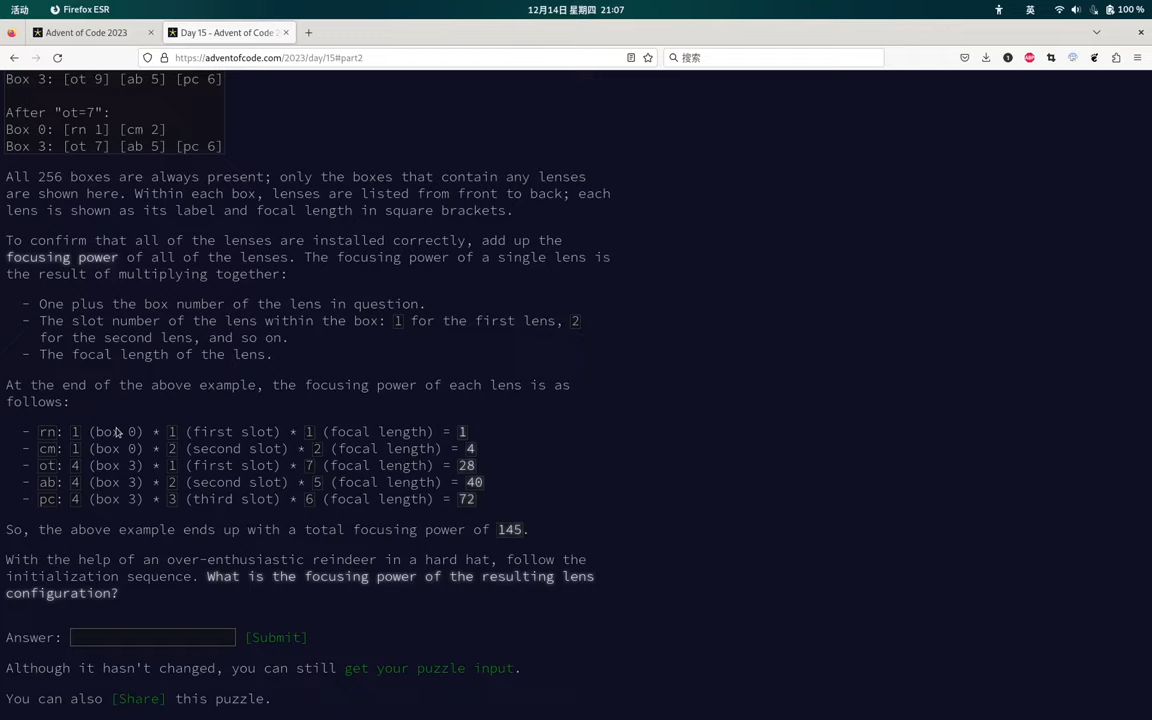 活动 Firefox ESR 12月14日 星期四 21:07 英 100 %
Advent of Code 2023 × Day 15 - Advent of Code 2 × +
https://adventofcode.com/2023/day/15#part2 搜索
Box 3: [ot 9] [ab 5] [pc 6]
After "ot=7":
Box 0: [rn 1] [cm 2]
Box 3: [ot 7] [ab 5] [pc 6]
All 256 boxes are always present; only the boxes that contain any lenses
are shown here. Within each box, lenses are listed from front to back; each
lens is shown as its label and focal length in square brackets.
To confirm that all of the lenses are installed correctly, add up the
focusing power of all of the lenses. The focusing power of a single lens is
the result of multiplying together:
- One plus the box number of the lens in question.
- The slot number of the lens within the box: 1 for the first lens, 2
for the second lens, and so on.
- The focal length of the lens.
At the end of the above example, the focusing power of each lens is as
follows:
- rn: 1 (box 0) * 1 (first slot) * 1 (focal length) = 1
- cm: 1 (box 0) * 2 (second slot) * 2 (focal length) = 4
- ot: 4 (box 3) * 1 (first slot) * 7 (focal length) = 28
- ab: 4 (box 3) * 2 (second slot) * 5 (focal length) = 40
- pc: 4 (box 3) * 3 (third slot) * 6 (focal length) = 72
So, the above example ends up with a total focusing power of 145.
With the help of an over-enthusiastic reindeer in a hard hat, follow the
initialization sequence. What is the focusing power of the resulting lens
configuration?
Answer: [Submit]
Although it hasn't changed, you can still get your puzzle input.
You can also [Share] this puzzle.